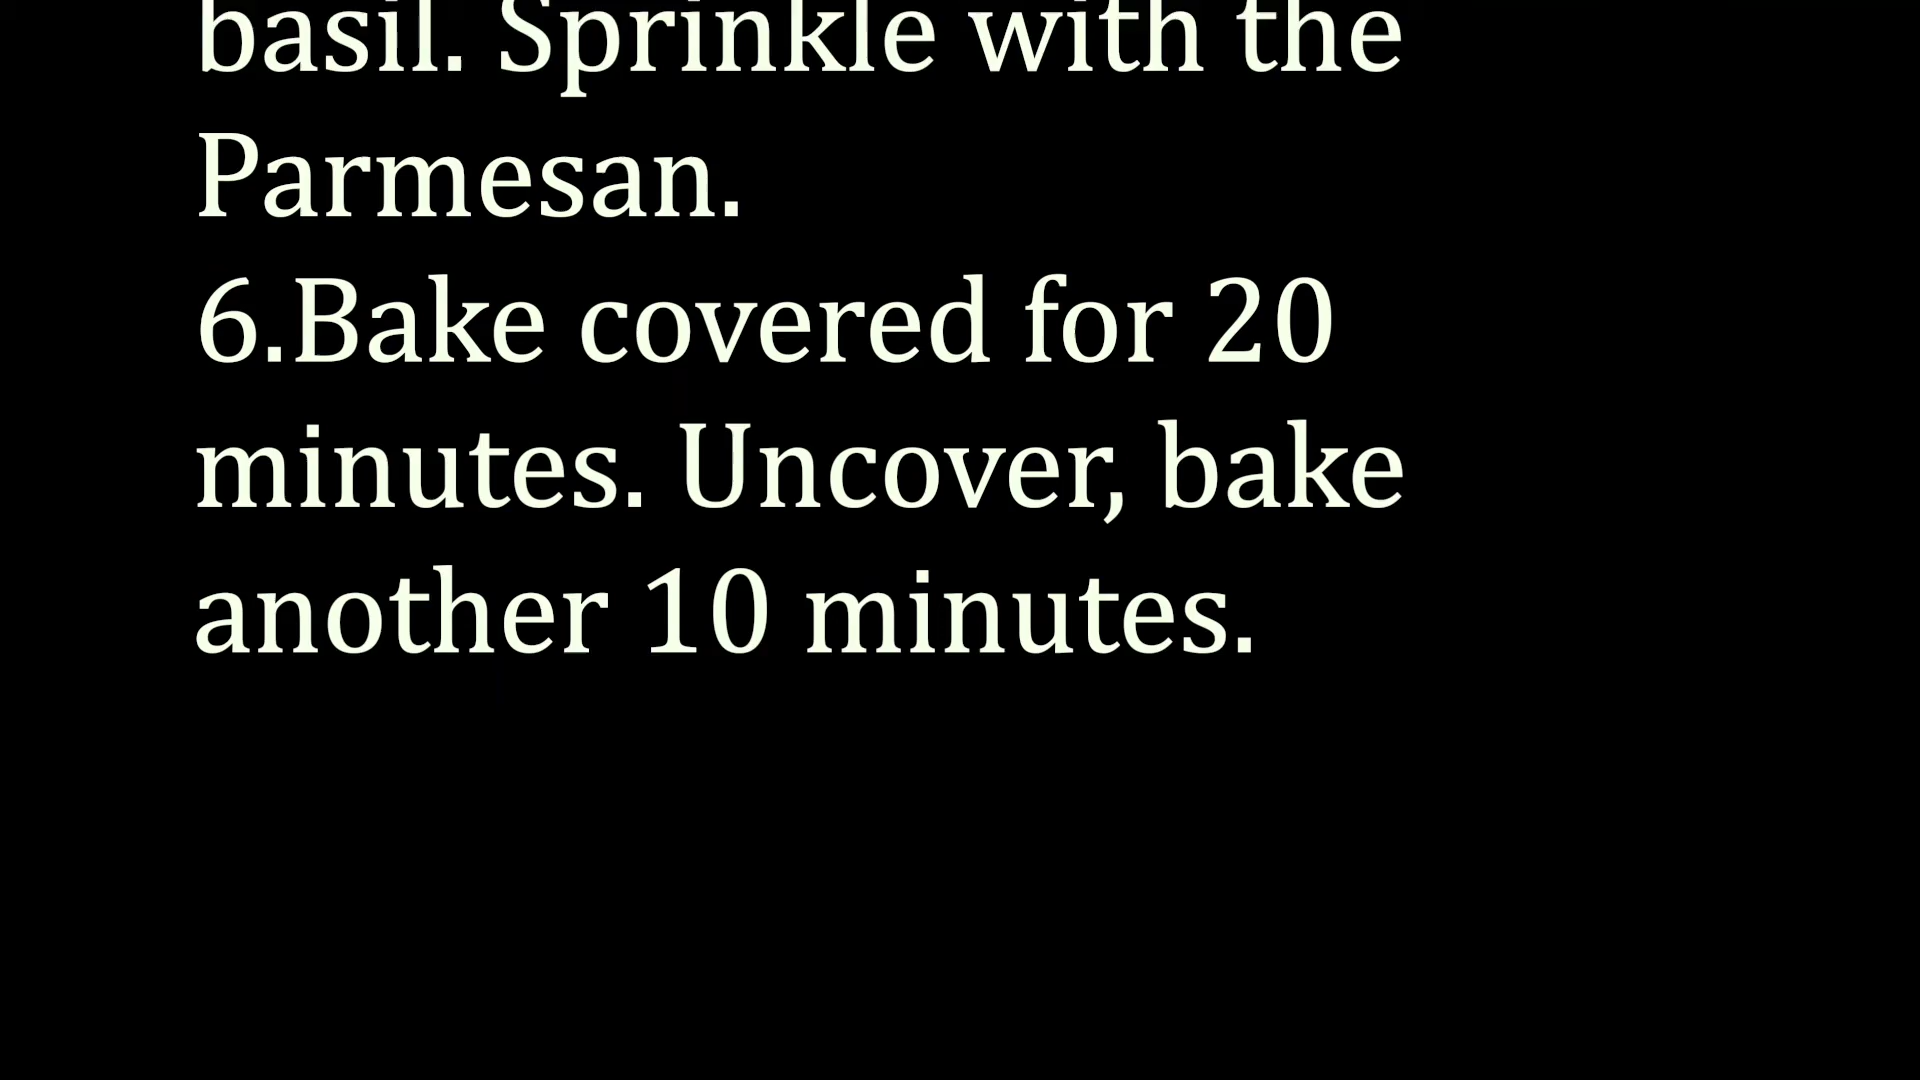 basil. Sprinkle with the
Parmesan.
6.Bake covered for 20
minutes. Uncover, bake
another 10 minutes.